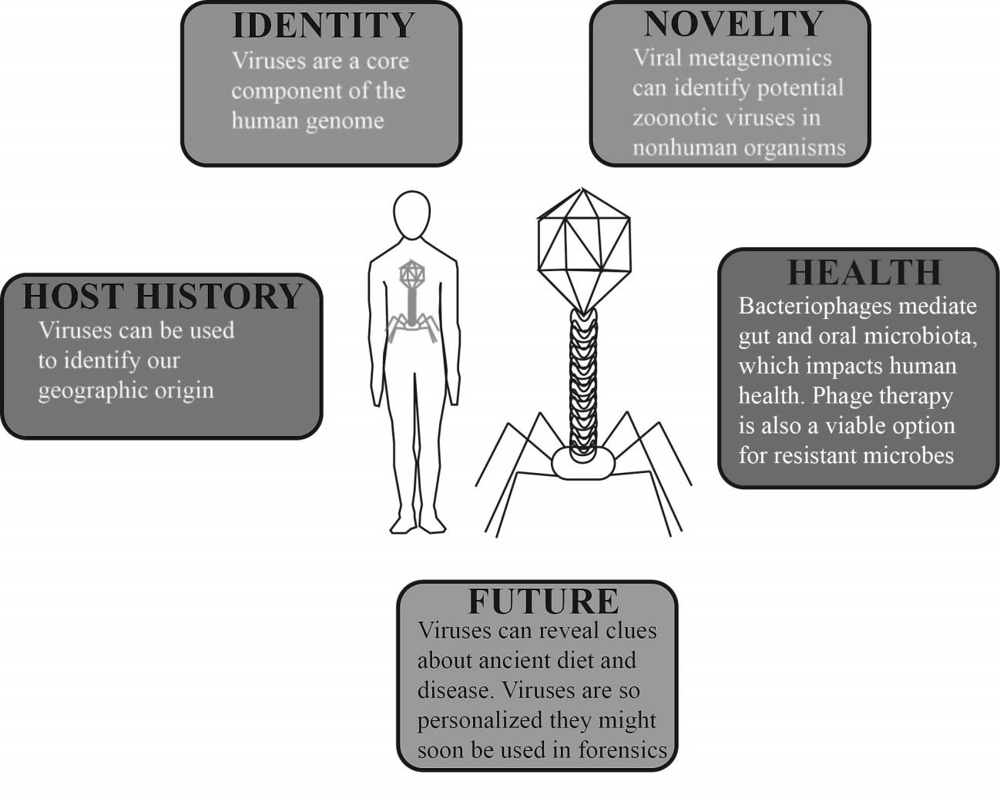 IDENTITY
Viruses are a core
component of the
human genome
NOVELTY
Viral metagenomics
can identify potential
zoonotic viruses in
nonhuman organisms
HOST HISTORY
Viruses can be used
to identify our
geographic origin
HEALTH
Bacteriophages mediate
gut and oral microbiota,
which impacts human
health. Phage therapy
is also a viable option
for resistant microbes
FUTURE
Viruses can reveal clues
about ancient diet and
disease. Viruses are so
personalized they might
soon be used in forensics